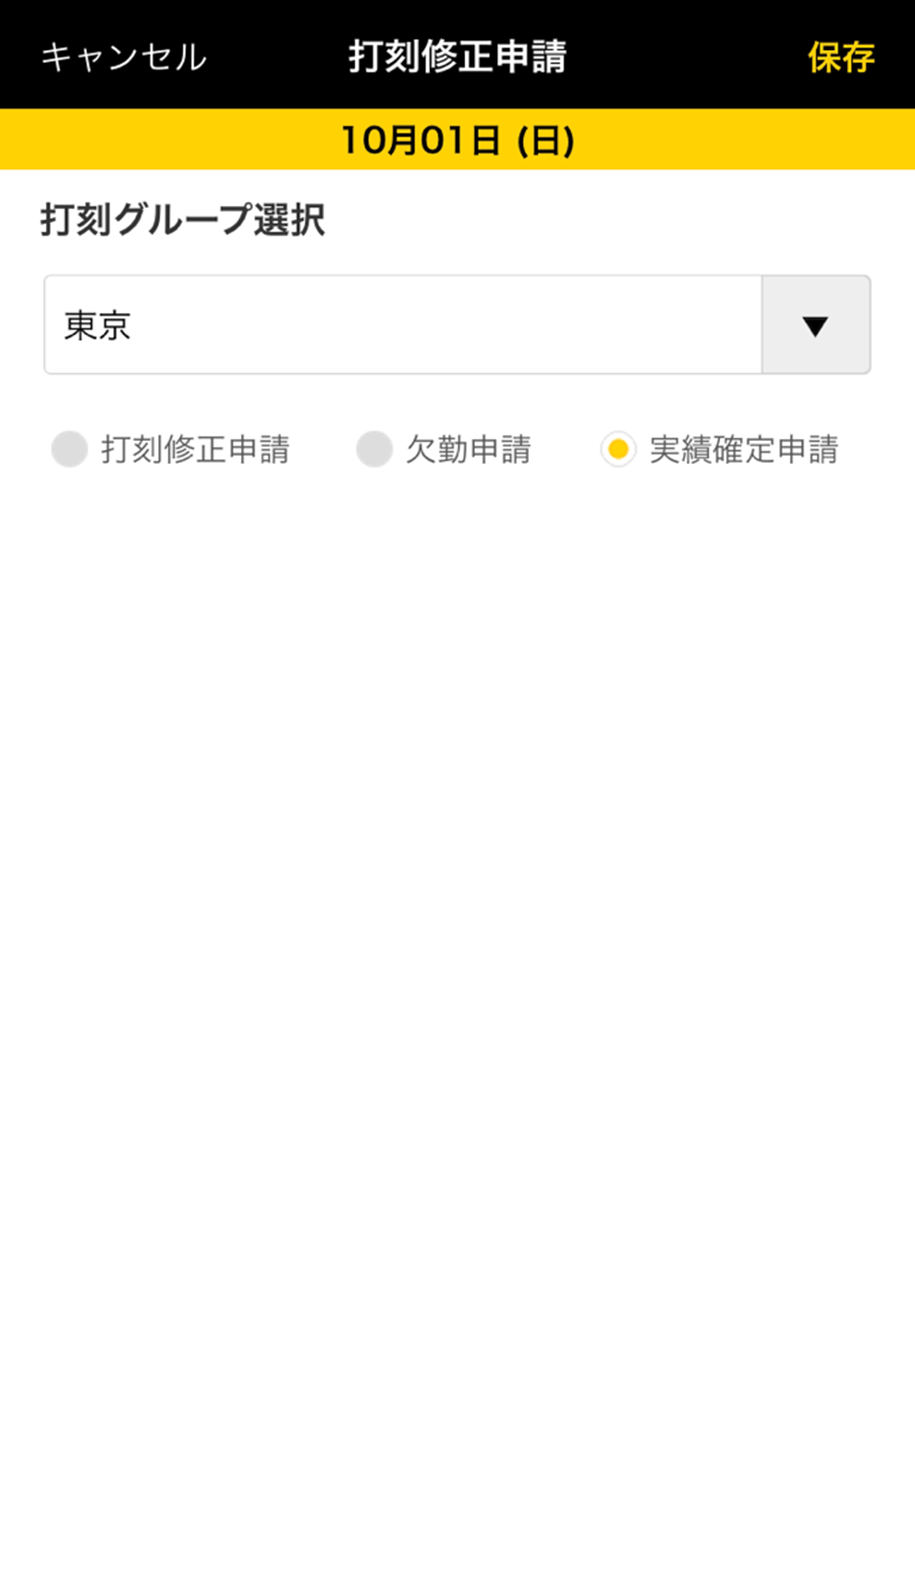 キャンセル 打刻修正申請 保存
10月01日 (日)
打刻グループ選択
東京 ▼
打刻修正申請 欠勤申請 実績確定申請